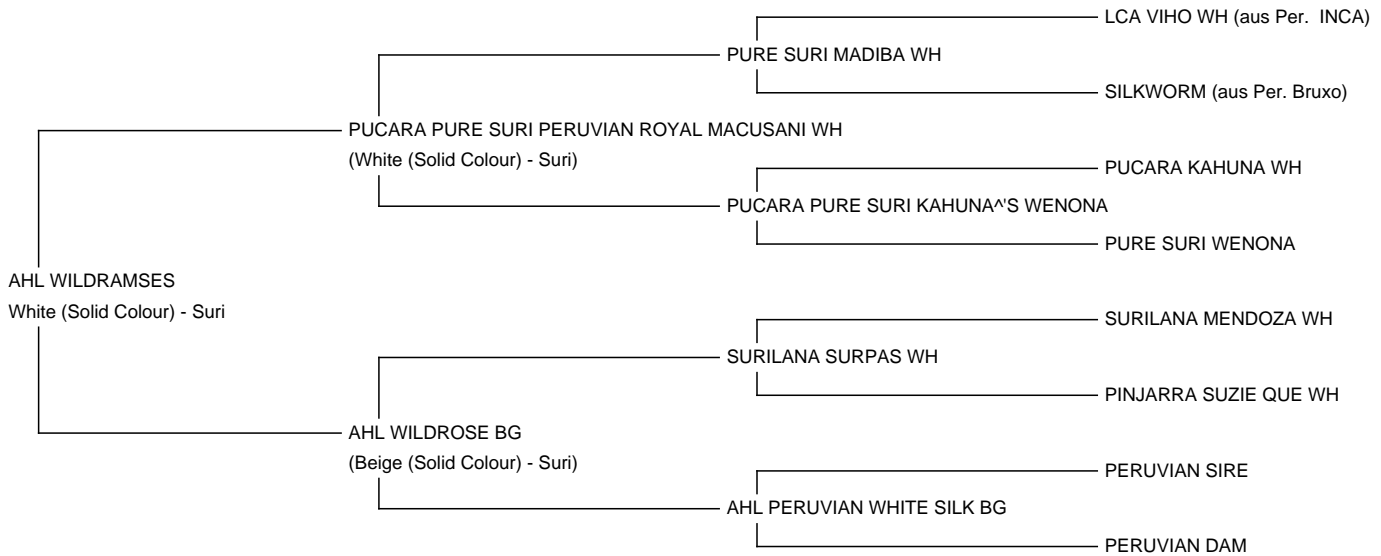 LCA VIHO WH (aus Per.  INCA)
PURE SURI MADIBA WH
SILKWORM (aus Per. Bruxo)
PUCARA PURE SURI PERUVIAN ROYAL MACUSANI WH
(White (Solid Colour) - Suri)
PUCARA KAHUNA WH
PUCARA PURE SURI KAHUNA^'S WENONA
PURE SURI WENONA
AHL WILDRAMSES
White (Solid Colour) - Suri
SURILANA MENDOZA WH
SURILANA SURPAS WH
PINJARRA SUZIE QUE WH
AHL WILDROSE BG
(Beige (Solid Colour) - Suri)
PERUVIAN SIRE
AHL PERUVIAN WHITE SILK BG
PERUVIAN DAM